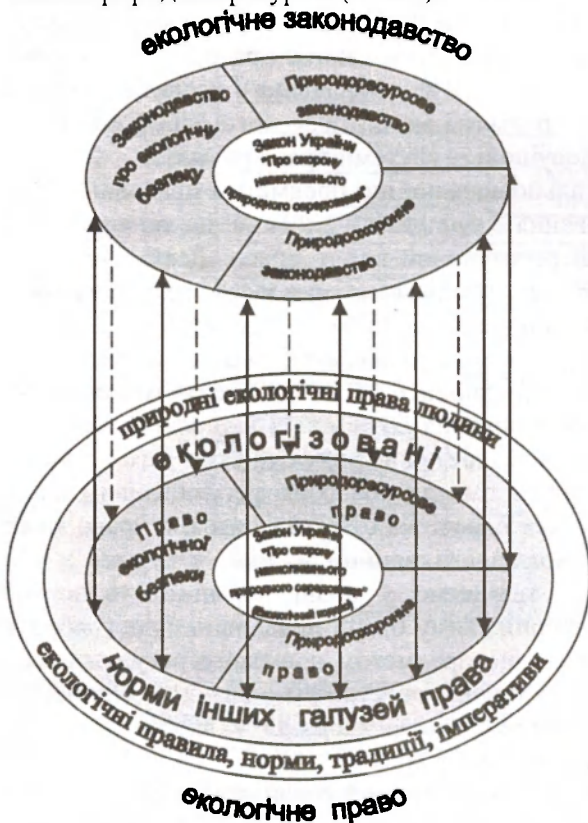 екологічне законодавство
Законодавство
про екологічну
безпеку
Природоресурсове
законодавство
Закон України
"Про охорону
навколишнього
природного середовища"
Природоохоронне
законодавство
природні екологічні права людини
екологізовані
Право
екологічної
безпеки
Природоресурсове
право
Закон України
"Про охорону
навколишнього
природного середовища"
Природоохоронне
право
норми інших галузей права
екологічні правила, норми, традиції, імперативи
екологічне право